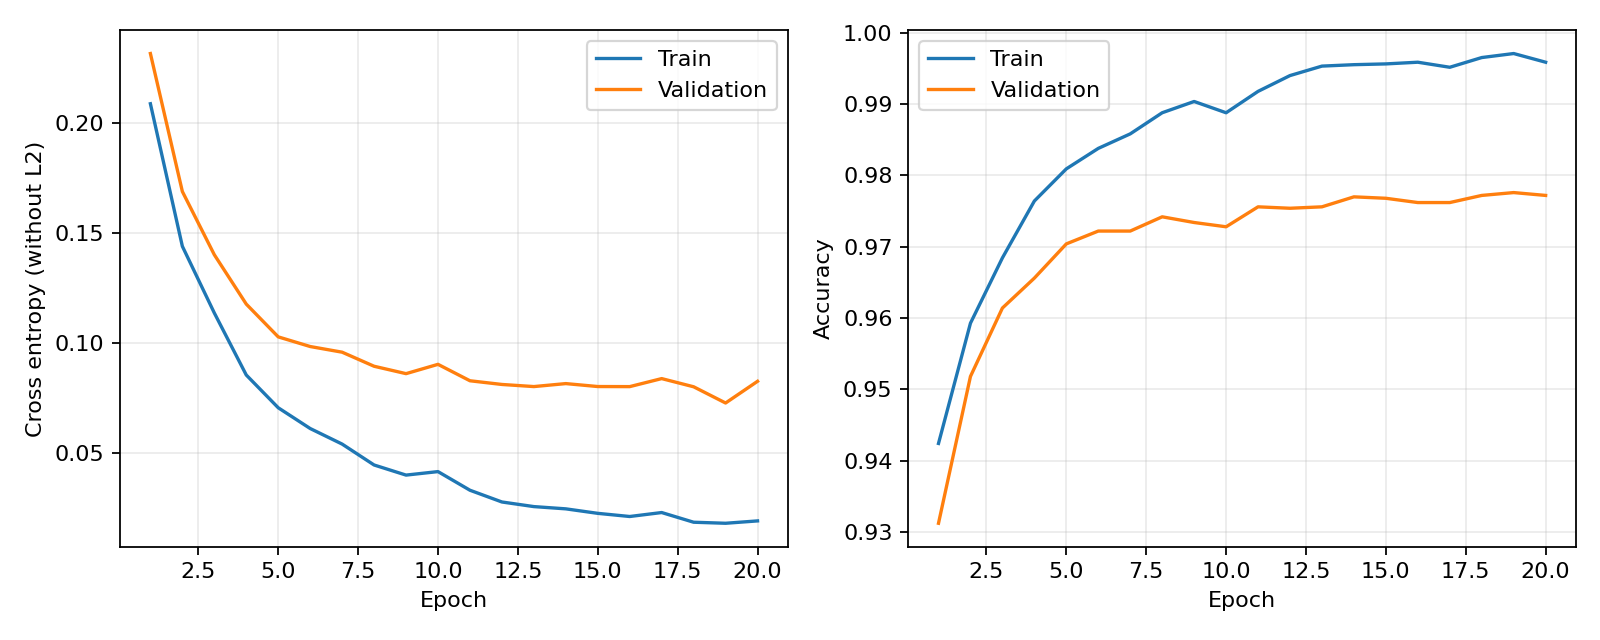 Train
Validation
0.20
0.15
0.10
0.05
Cross entropy (without L2)
2.5 5.0 7.5 10.0 12.5 15.0 17.5 20.0
Epoch
Train
Validation
1.00
0.99
0.98
0.97
0.96
0.95
0.94
0.93
Accuracy
2.5 5.0 7.5 10.0 12.5 15.0 17.5 20.0
Epoch